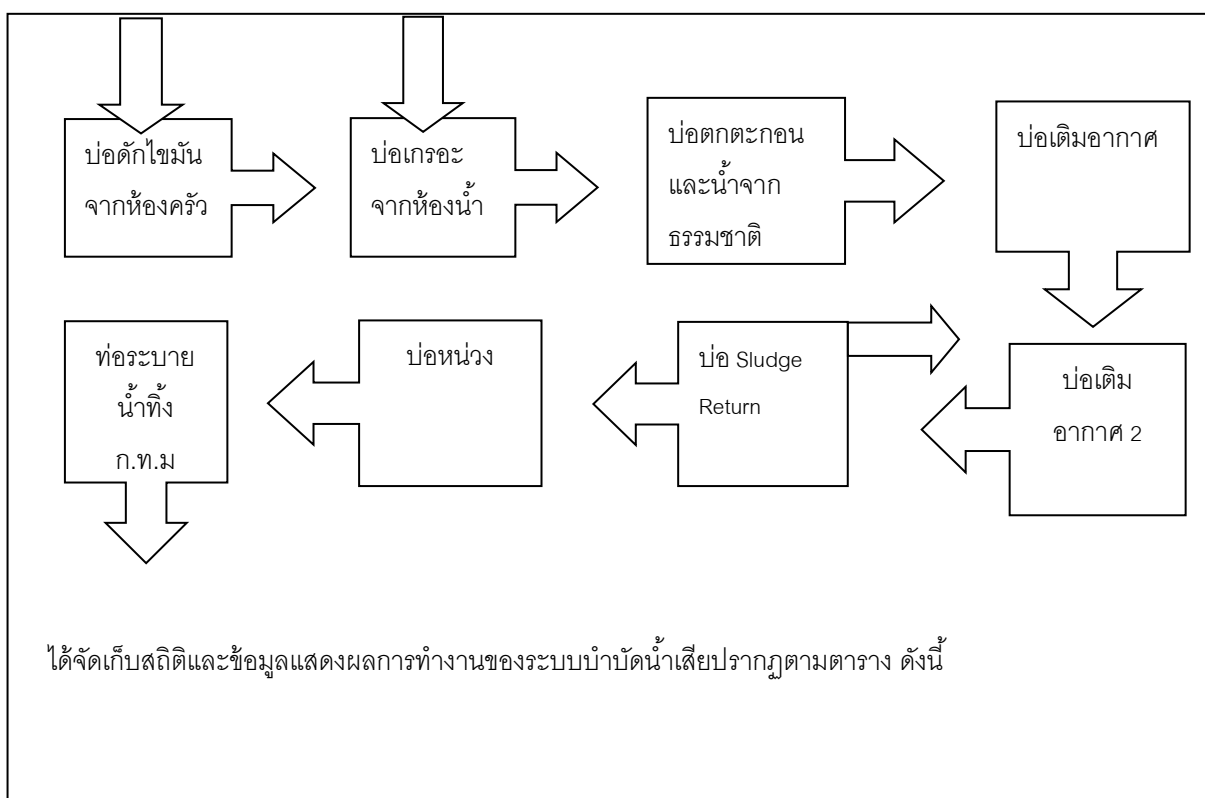 บ่อดักไขมัน
จากห้องครัว
บ่อเกรอะ
จากห้องน้ำ
บ่อตกตะกอน
และน้ำจาก
ธรรมชาติ
บ่อเติมอากาศ
ท่อระบาย
น้ำทิ้ง
ก.ท.ม
บ่อหน่วง
บ่อ Sludge
Return
บ่อเติม
อากาศ 2
ได้จัดเก็บสถิติและข้อมูลแสดงผลการทำงานของระบบบำบัดน้ำเสียปรากฏตามตาราง ดังนี้